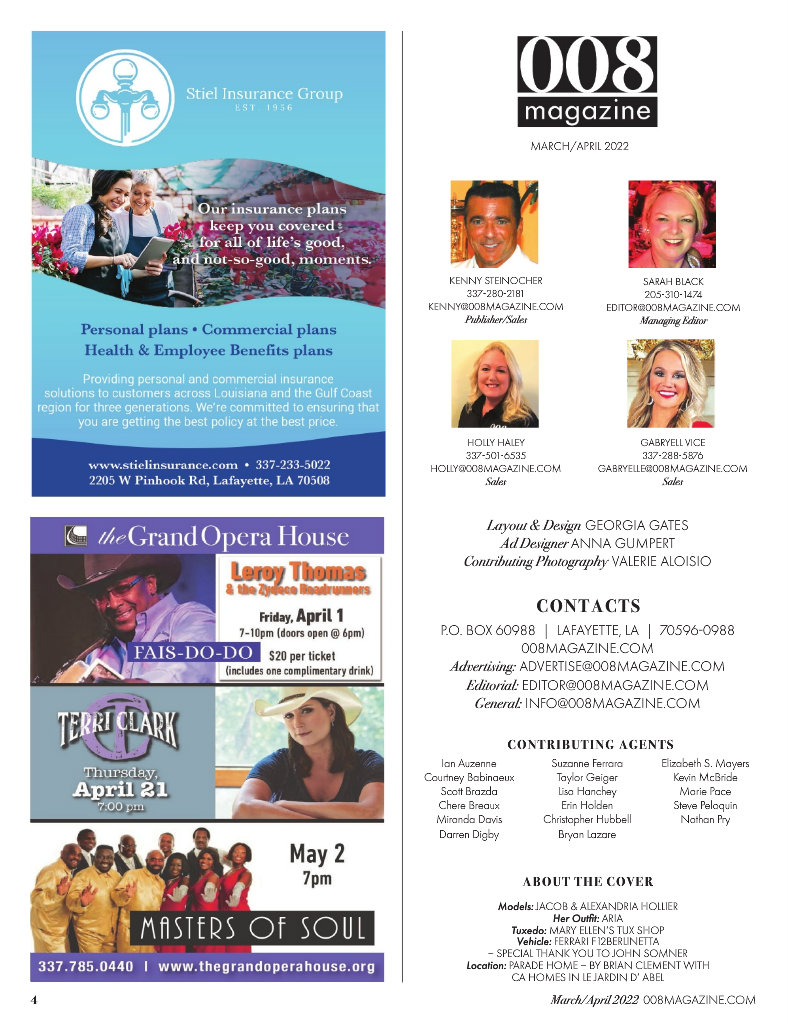 Stiel Insurance Group
EST. 1956
Our insurance plans
keep you covered
for all of life's good,
and not-so-good, moments.
Personal plans • Commercial plans
Health & Employee Benefits plans
Providing personal and commercial insurance
solutions to customers across Louisiana and the Gulf Coast
region for three generations. We're committed to ensuring that
you are getting the best policy at the best price.
www.stielinsurance.com • 337-233-5022
2205 W Pinhook Rd, Lafayette, LA 70508
the Grand Opera House
Leroy Thomas
& the Zydeco Roadrunners
Friday, April 1
7-10pm (doors open @ 6pm)
FAIS-DO-DO
$20 per ticket
(includes one complimentary drink)
TERRI CLARK
Thursday,
April 21
7:00 pm
May 2
7pm
MASTERS OF SOUL
337.785.0440 | www.thegrandoperahouse.org
4
008
magazine
MARCH/APRIL 2022
KENNY STEINOCHER
337-280-2181
KENNY@008MAGAZINE.COM
Publisher/Sales
SARAH BLACK
205-310-1474
EDITOR@008MAGAZINE.COM
Managing Editor
HOLLY HALEY
337-501-6535
HOLLY@008MAGAZINE.COM
Sales
GABRYELL VICE
337-288-5876
GABRYELLE@008MAGAZINE.COM
Sales
Layout & Design GEORGIA GATES
Ad Designer ANNA GUMPERT
Contributing Photography VALERIE ALOISIO
CONTACTS
P.O. BOX 60988 | LAFAYETTE, LA | 70596-0988
008MAGAZINE.COM
Advertising: ADVERTISE@008MAGAZINE.COM
Editorial: EDITOR@008MAGAZINE.COM
General: INFO@008MAGAZINE.COM
CONTRIBUTING AGENTS
Ian Auzenne
Courtney Babinaeux
Scott Brazda
Chere Breaux
Miranda Davis
Darren Digby
Suzanne Ferrara
Taylor Geiger
Lisa Hanchey
Erin Holden
Christopher Hubbell
Bryan Lazare
Elizabeth S. Mayers
Kevin McBride
Marie Pace
Steve Peloquin
Nathan Pry
ABOUT THE COVER
Models: JACOB & ALEXANDRIA HOLLIER
Her Outfit: ARIA
Tuxedo: MARY ELLEN'S TUX SHOP
Vehicle: FERRARI F12BERLINETTA
– SPECIAL THANK YOU TO JOHN SOMNER
Location: PARADE HOME – BY BRIAN CLEMENT WITH
CA HOMES IN LE JARDIN D' ABEL
March/April 2022 008MAGAZINE.COM